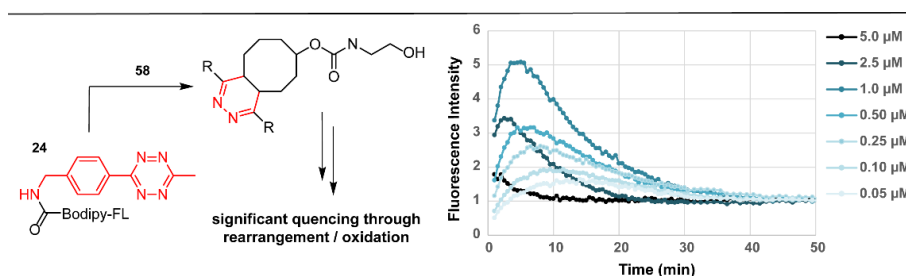 58
24
R
N
N
R
O
O
H
N
OH
HN
O
Bodipy-FL
N
N
N
N
significant quencing through
rearrangement / oxidation
Fluorescence Intensity
6
5
4
3
2
1
0
0
10
20
30
40
50
Time (min)
5.0 µM
2.5 µM
1.0 µM
0.50 µM
0.25 µM
0.10 µM
0.05 µM